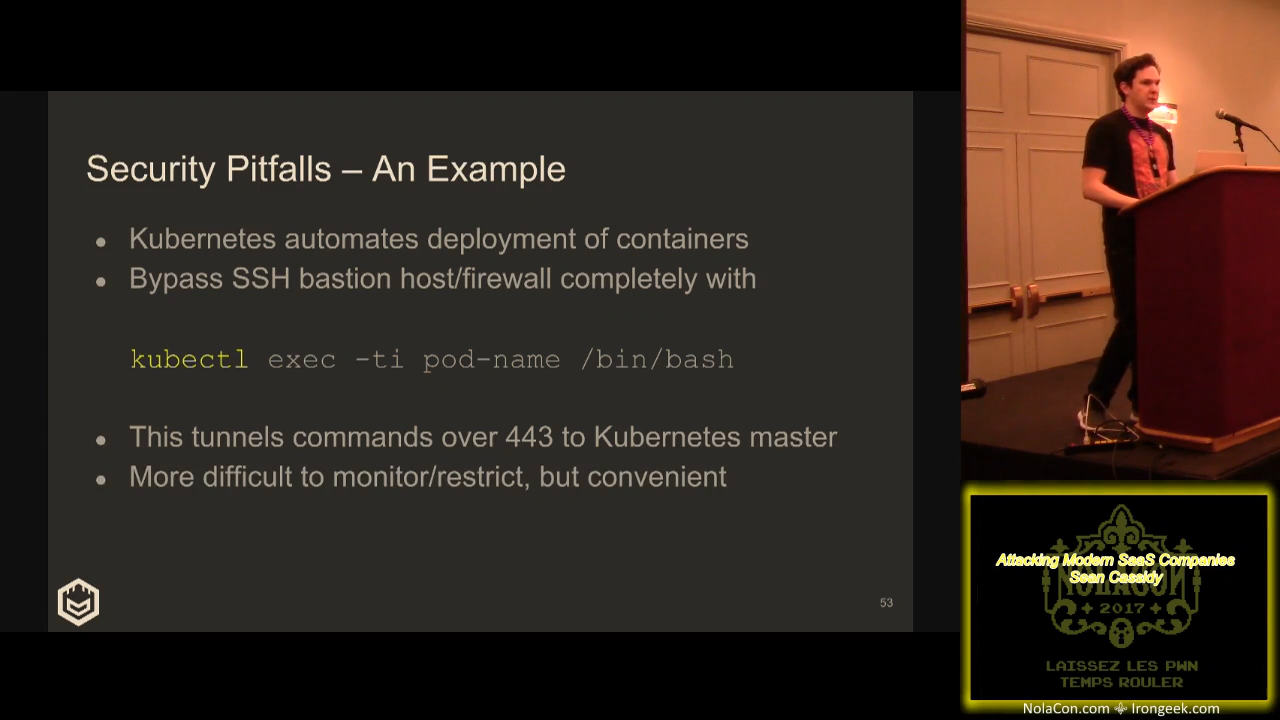 Security Pitfalls – An Example
● Kubernetes automates deployment of containers
● Bypass SSH bastion host/firewall completely with
kubectl exec -ti pod-name /bin/bash
● This tunnels commands over 443 to Kubernetes master
● More difficult to monitor/restrict, but convenient
53
Attacking Modern SaaS Companies
Sean Cassidy
NOLACON
2017
LAISSEZ LES PWN
TEMPS ROULER
NolaCon.com ⚜ Irongeek.com